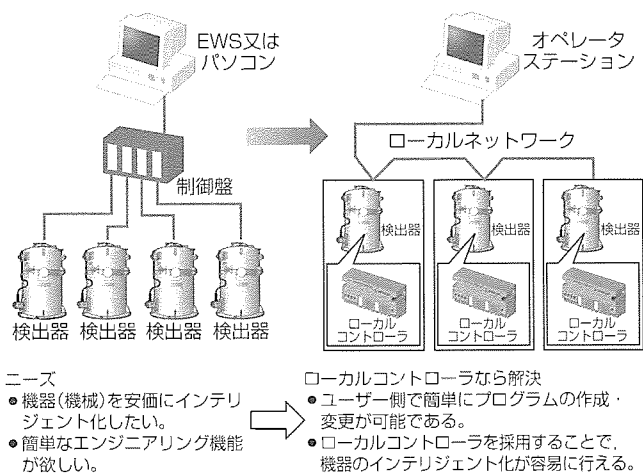 EWS又は
パソコン
制御盤
検出器 検出器 検出器 検出器
オペレータ
ステーション
ローカルネットワーク
検出器
ローカル
コントローラ
検出器
ローカル
コントローラ
検出器
ローカル
コントローラ
ニーズ
●機器(機械)を安価にインテリ
ジェント化したい。
●簡単なエンジニアリング機能
が欲しい。
ローカルコントローラなら解決
●ユーザー側で簡単にプログラムの作成・
変更が可能である。
●ローカルコントローラを採用することで,
機器のインテリジェント化が容易に行える。